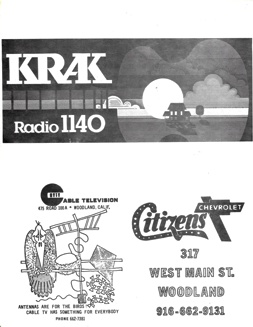 KRAK
Radio 1140
CABLE TELEVISION
WOODLAND, CALIF.
ANTENNAS ARE FOR THE BIRDS
CABLE TV HAS SOMETHING FOR EVERYBODY
Citizens
CHEVROLET
317
WEST MAIN ST.
WOODLAND
916-662-9131